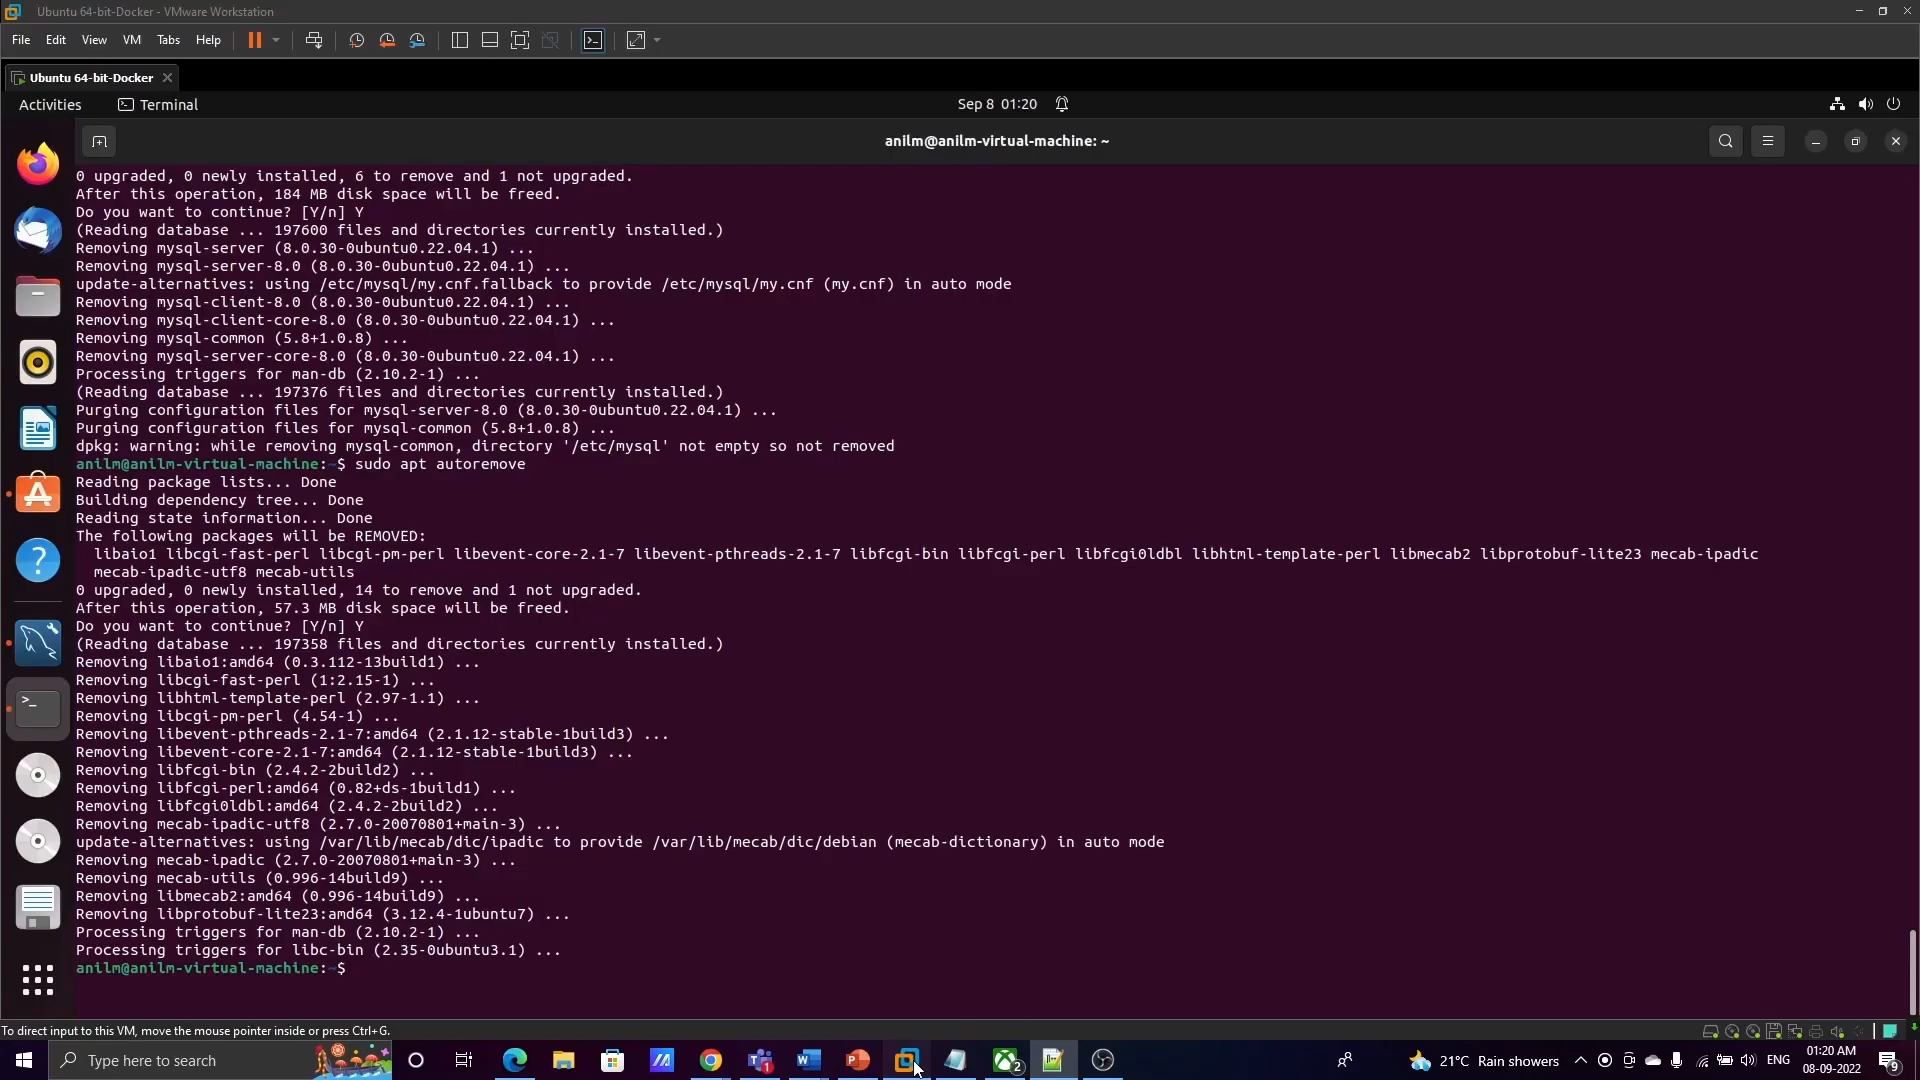 Ubuntu 64-bit-Docker - VMware Workstation
File Edit View VM Tabs Help
Ubuntu 64-bit-Docker
Activities Terminal Sep 8 01:20
anilm@anilm-virtual-machine: ~
0 upgraded, 0 newly installed, 6 to remove and 1 not upgraded.
After this operation, 184 MB disk space will be freed.
Do you want to continue? [Y/n] Y
(Reading database ... 197600 files and directories currently installed.)
Removing mysql-server (8.0.30-0ubuntu0.22.04.1) ...
Removing mysql-server-8.0 (8.0.30-0ubuntu0.22.04.1) ...
update-alternatives: using /etc/mysql/my.cnf.fallback to provide /etc/mysql/my.cnf (my.cnf) in auto mode
Removing mysql-client-8.0 (8.0.30-0ubuntu0.22.04.1) ...
Removing mysql-client-core-8.0 (8.0.30-0ubuntu0.22.04.1) ...
Removing mysql-common (5.8+1.0.8) ...
Removing mysql-server-core-8.0 (8.0.30-0ubuntu0.22.04.1) ...
Processing triggers for man-db (2.10.2-1) ...
(Reading database ... 197376 files and directories currently installed.)
Purging configuration files for mysql-server-8.0 (8.0.30-0ubuntu0.22.04.1) ...
Purging configuration files for mysql-common (5.8+1.0.8) ...
dpkg: warning: while removing mysql-common, directory '/etc/mysql' not empty so not removed
anilm@anilm-virtual-machine:~$ sudo apt autoremove
Reading package lists... Done
Building dependency tree... Done
Reading state information... Done
The following packages will be REMOVED:
libaio1 libcgi-fast-perl libcgi-pm-perl libevent-core-2.1-7 libevent-pthreads-2.1-7 libfcgi-bin libfcgi-perl libfcgi0ldbl libhtml-template-perl libmecab2 libprotobuf-lite23 mecab-ipadic
mecab-ipadic-utf8 mecab-utils
0 upgraded, 0 newly installed, 14 to remove and 1 not upgraded.
After this operation, 57.3 MB disk space will be freed.
Do you want to continue? [Y/n] Y
(Reading database ... 197358 files and directories currently installed.)
Removing libaio1:amd64 (0.3.112-13build1) ...
Removing libcgi-fast-perl (1:2.15-1) ...
Removing libhtml-template-perl (2.97-1.1) ...
Removing libcgi-pm-perl (4.54-1) ...
Removing libevent-pthreads-2.1-7:amd64 (2.1.12-stable-1build3) ...
Removing libevent-core-2.1-7:amd64 (2.1.12-stable-1build3) ...
Removing libfcgi-bin (2.4.2-2build2) ...
Removing libfcgi-perl:amd64 (0.82+ds-1build1) ...
Removing libfcgi0ldbl:amd64 (2.4.2-2build2) ...
Removing mecab-ipadic-utf8 (2.7.0-20070801+main-3) ...
update-alternatives: using /var/lib/mecab/dic/ipadic to provide /var/lib/mecab/dic/debian (mecab-dictionary) in auto mode
Removing mecab-ipadic (2.7.0-20070801+main-3) ...
Removing mecab-utils (0.996-14build9) ...
Removing libmecab2:amd64 (0.996-14build9) ...
Removing libprotobuf-lite23:amd64 (3.12.4-1ubuntu7) ...
Processing triggers for man-db (2.10.2-1) ...
Processing triggers for libc-bin (2.35-0ubuntu3.1) ...
anilm@anilm-virtual-machine:~$
To direct input to this VM, move the mouse pointer inside or press Ctrl+G.
Type here to search
21°C Rain showers
ENG
01:20 AM
08-09-2022